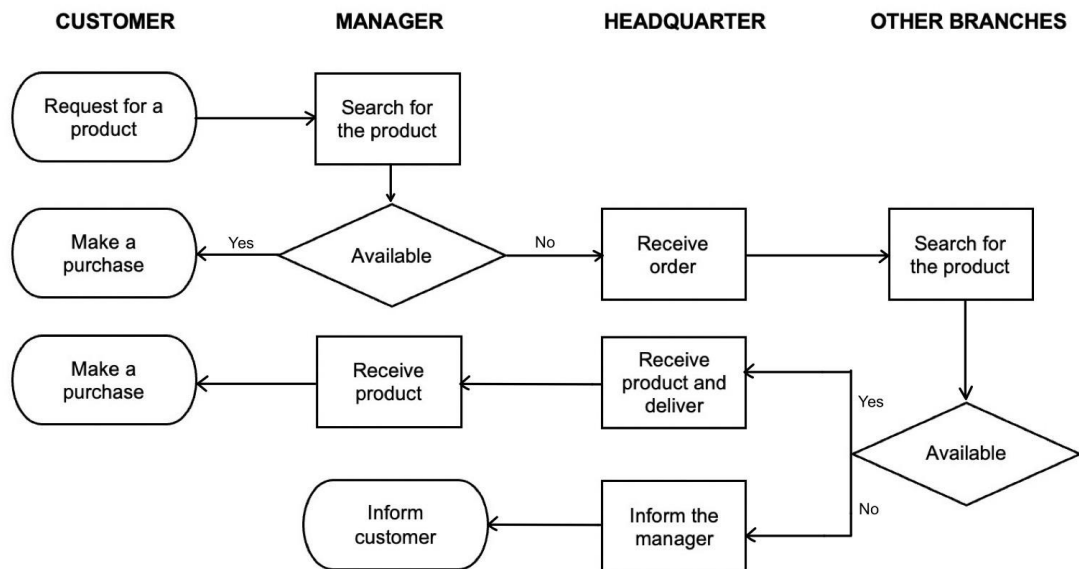 CUSTOMER MANAGER HEADQUARTER OTHER BRANCHES
Request for a
product
Search for
the product
Make a
purchase
Yes
Available
No
Receive
order
Search for
the product
Make a
purchase
Receive
product
Receive
product and
deliver
Yes
Available
No
Inform
customer
Inform the
manager